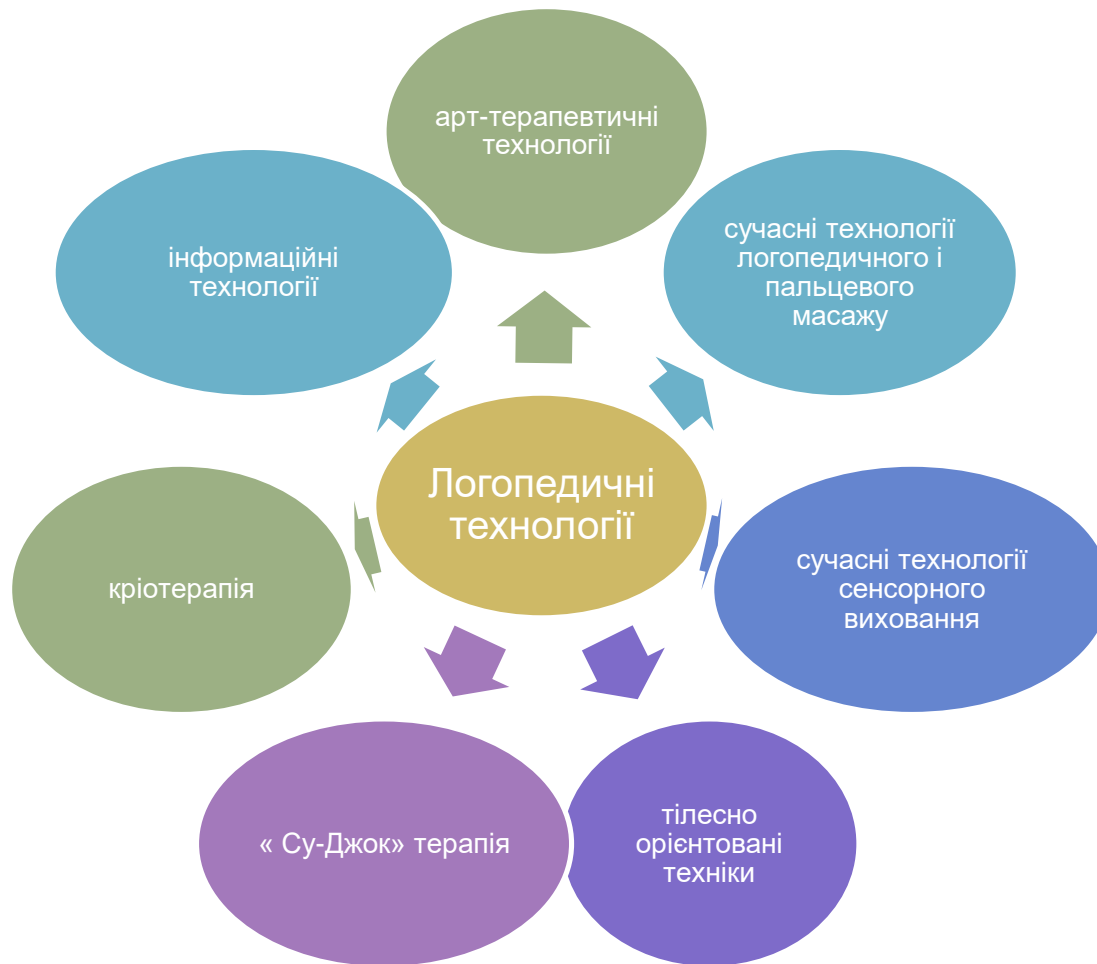 арт-терапевтичні
технології
сучасні технології
логопедичного і
пальцевого
масажу
інформаційні
технології
Логопедичні
технології
кріотерапія
сучасні технології
сенсорного
виховання
« Су-Джок» терапія
тілесно
орієнтовані
техніки